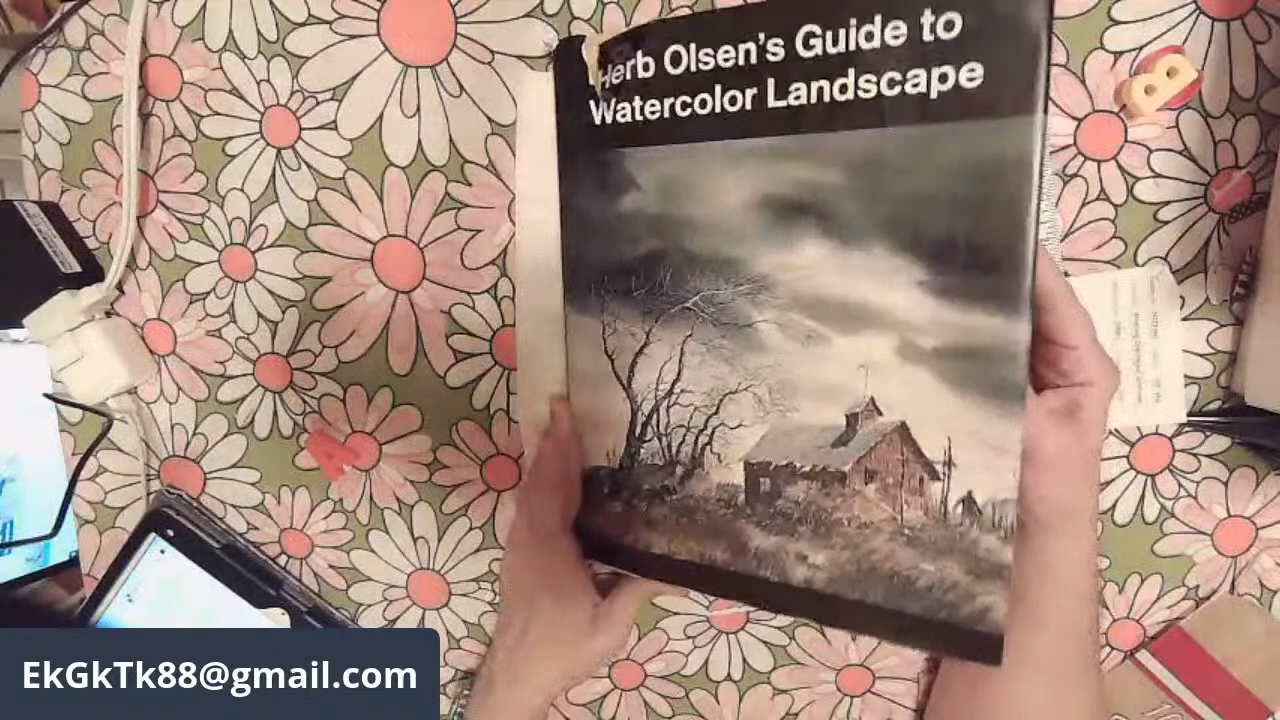 Herb Olsen's Guide to
Watercolor Landscape
B
A
EkGkTk88@gmail.com